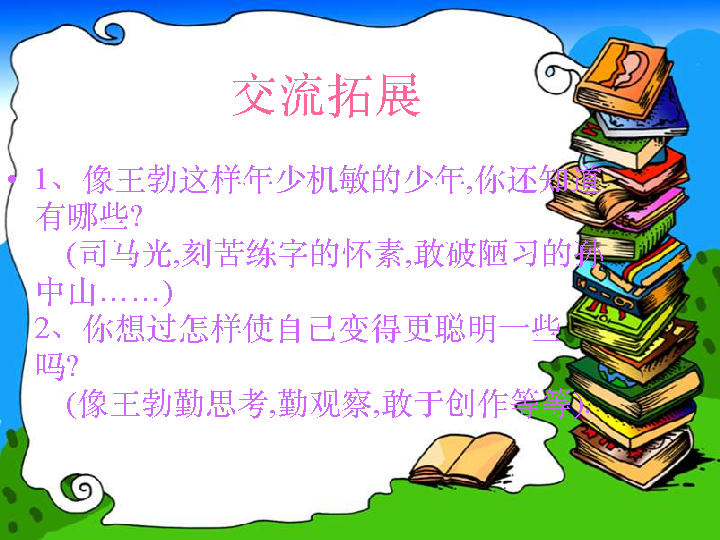 交流拓展
• 1、像王勃这样年少机敏的少年,你还知道
有哪些?
(司马光,刻苦练字的怀素,敢破陋习的孙
中山……)
2、你想过怎样使自己变得更聪明一些
吗?
(像王勃勤思考,勤观察,敢于创作等等)